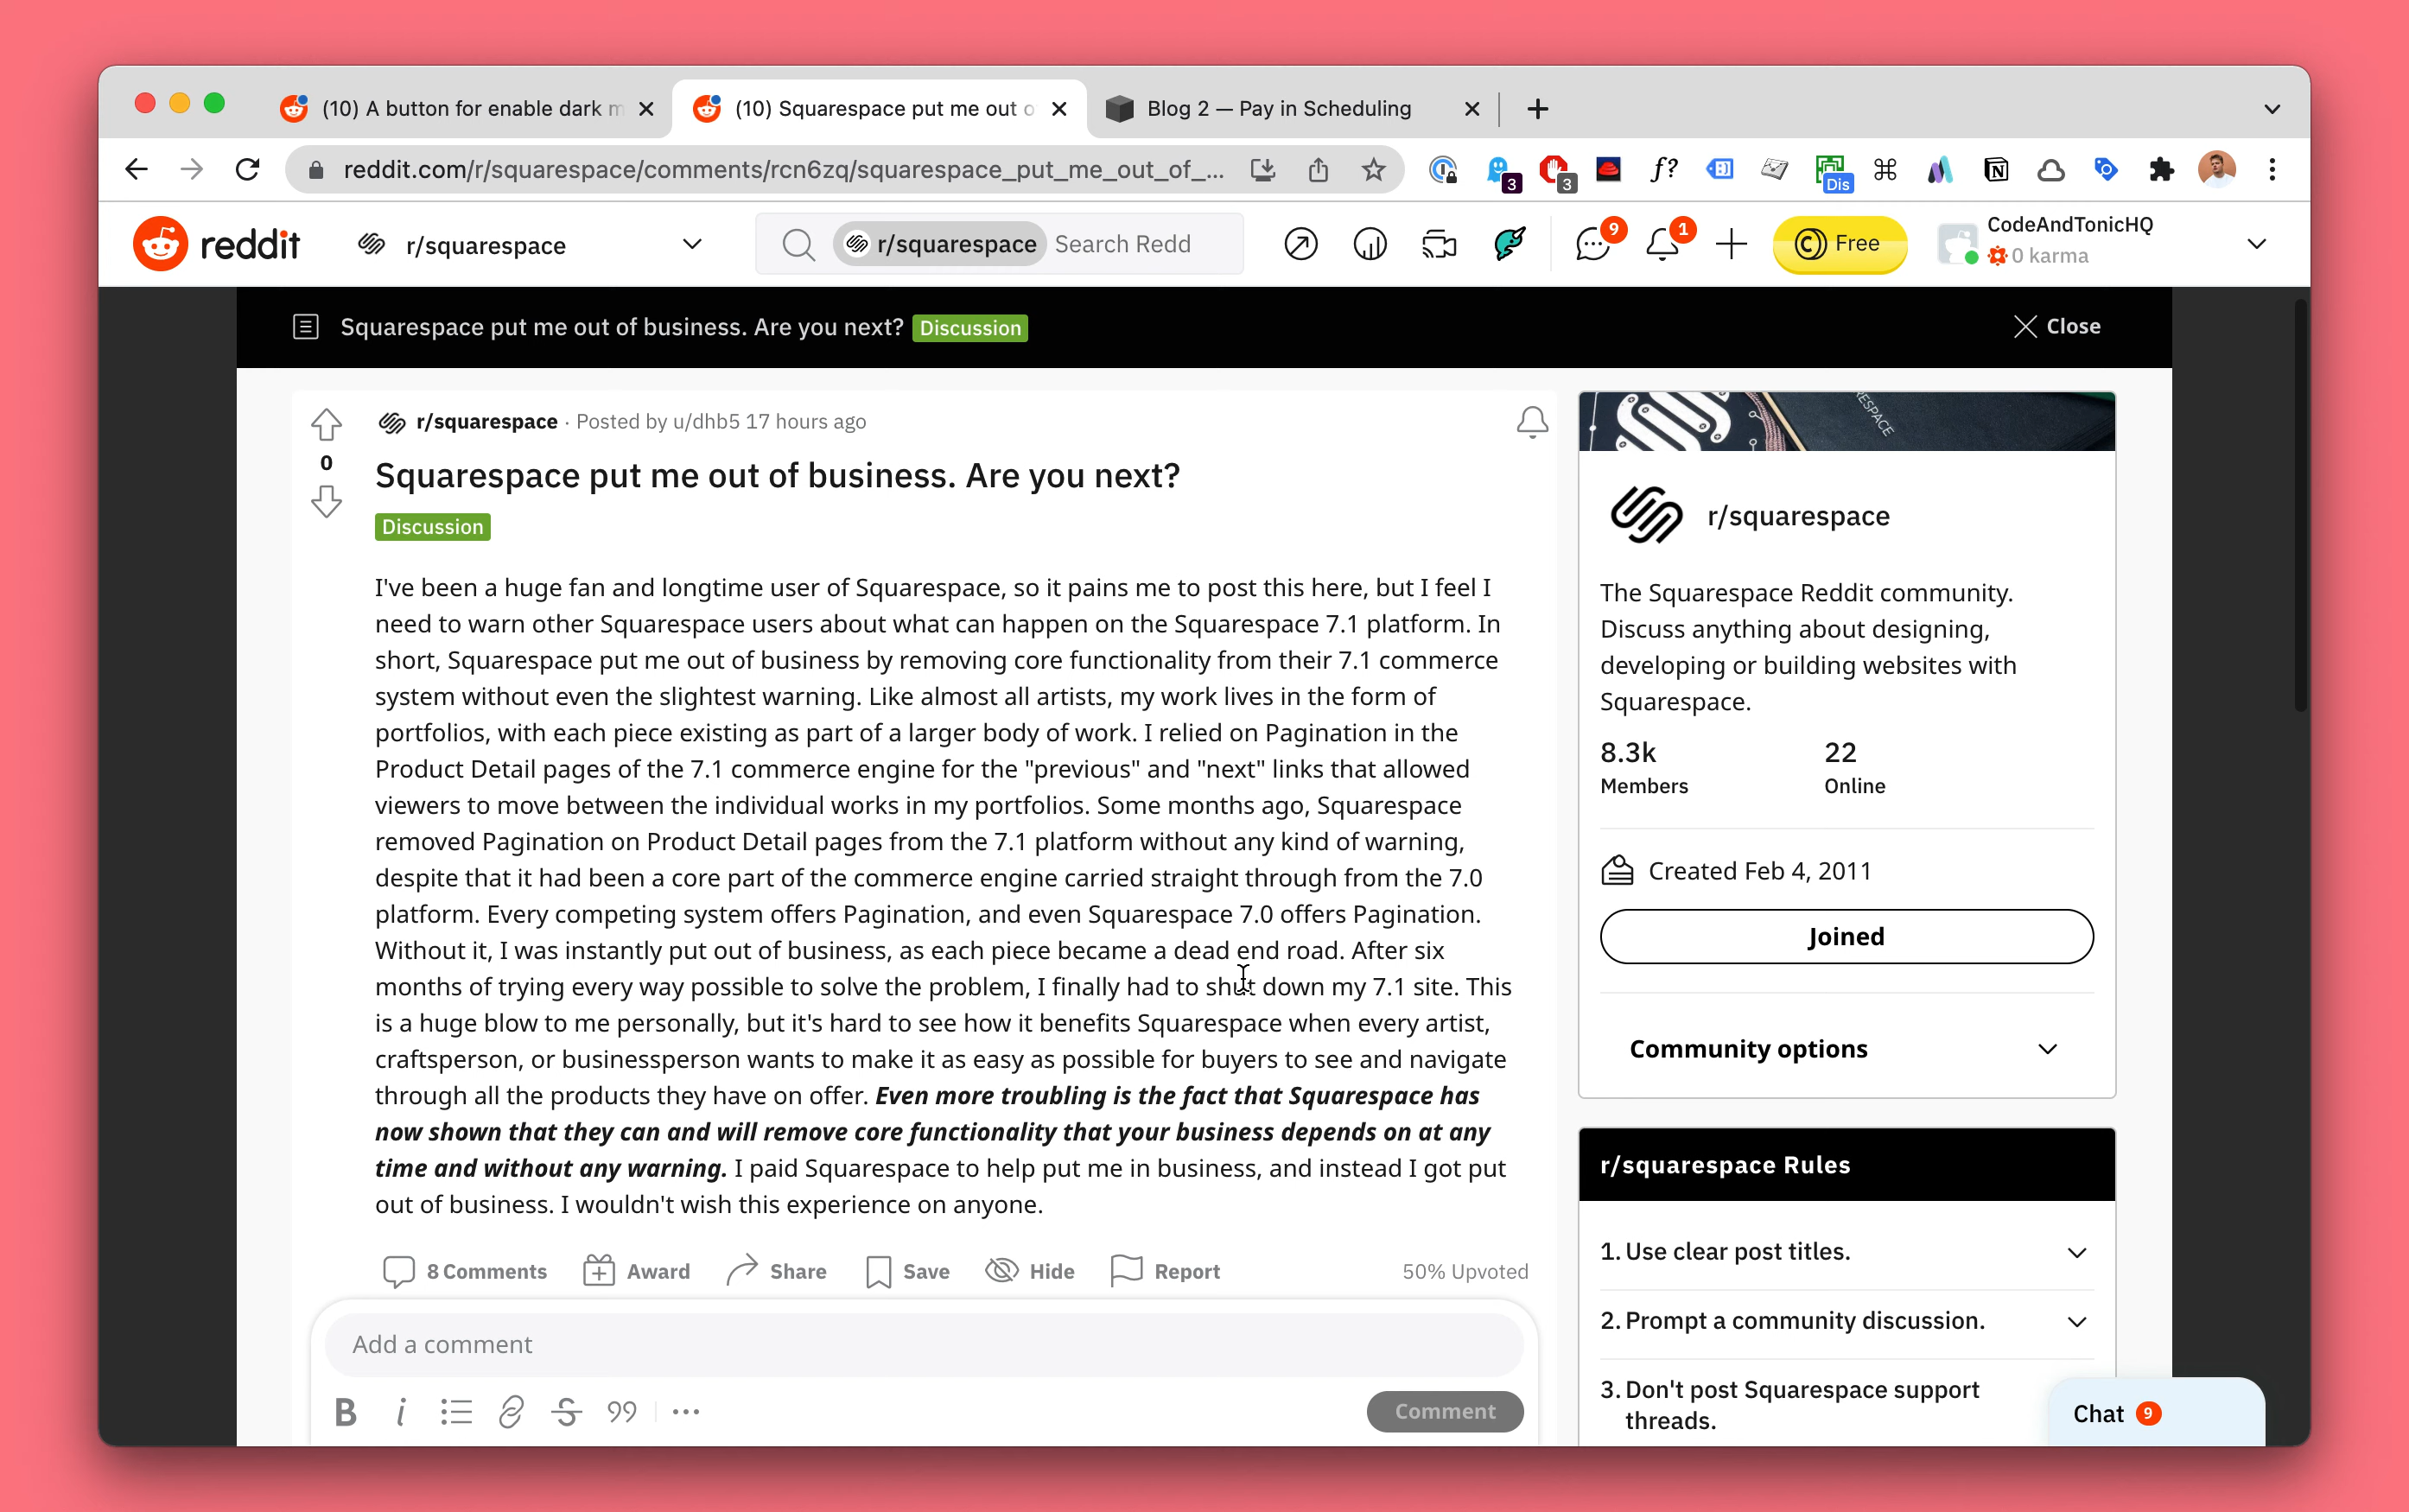 (10) A button for enable dark m
(10) Squarespace put me out o
Blog 2 — Pay in Scheduling
reddit.com/r/squarespace/comments/rcn6zq/squarespace_put_me_out_of_...
3
3
f?
Dis
reddit
r/squarespace
r/squarespace
Search Redd
9
1
Free
CodeAndTonicHQ
0 karma
Squarespace put me out of business. Are you next? Discussion
Close
r/squarespace · Posted by u/dhb5 17 hours ago
0
Squarespace put me out of business. Are you next?
Discussion
I've been a huge fan and longtime user of Squarespace, so it pains me to post this here, but I feel I
need to warn other Squarespace users about what can happen on the Squarespace 7.1 platform. In
short, Squarespace put me out of business by removing core functionality from their 7.1 commerce
system without even the slightest warning. Like almost all artists, my work lives in the form of
portfolios, with each piece existing as part of a larger body of work. I relied on Pagination in the
Product Detail pages of the 7.1 commerce engine for the "previous" and "next" links that allowed
viewers to move between the individual works in my portfolios. Some months ago, Squarespace
removed Pagination on Product Detail pages from the 7.1 platform without any kind of warning,
despite that it had been a core part of the commerce engine carried straight through from the 7.0
platform. Every competing system offers Pagination, and even Squarespace 7.0 offers Pagination.
Without it, I was instantly put out of business, as each piece became a dead end road. After six
months of trying every way possible to solve the problem, I finally had to shut down my 7.1 site. This
is a huge blow to me personally, but it's hard to see how it benefits Squarespace when every artist,
craftsperson, or businessperson wants to make it as easy as possible for buyers to see and navigate
through all the products they have on offer. Even more troubling is the fact that Squarespace has
now shown that they can and will remove core functionality that your business depends on at any
time and without any warning. I paid Squarespace to help put me in business, and instead I got put
out of business. I wouldn't wish this experience on anyone.
8 Comments
Award
Share
Save
Hide
Report
50% Upvoted
Add a comment
B
i
Comment
RESPACE
r/squarespace
The Squarespace Reddit community.
Discuss anything about designing,
developing or building websites with
Squarespace.
8.3k
Members
22
Online
Created Feb 4, 2011
Joined
Community options
r/squarespace Rules
1. Use clear post titles.
2. Prompt a community discussion.
3. Don't post Squarespace support
threads.
Chat 9